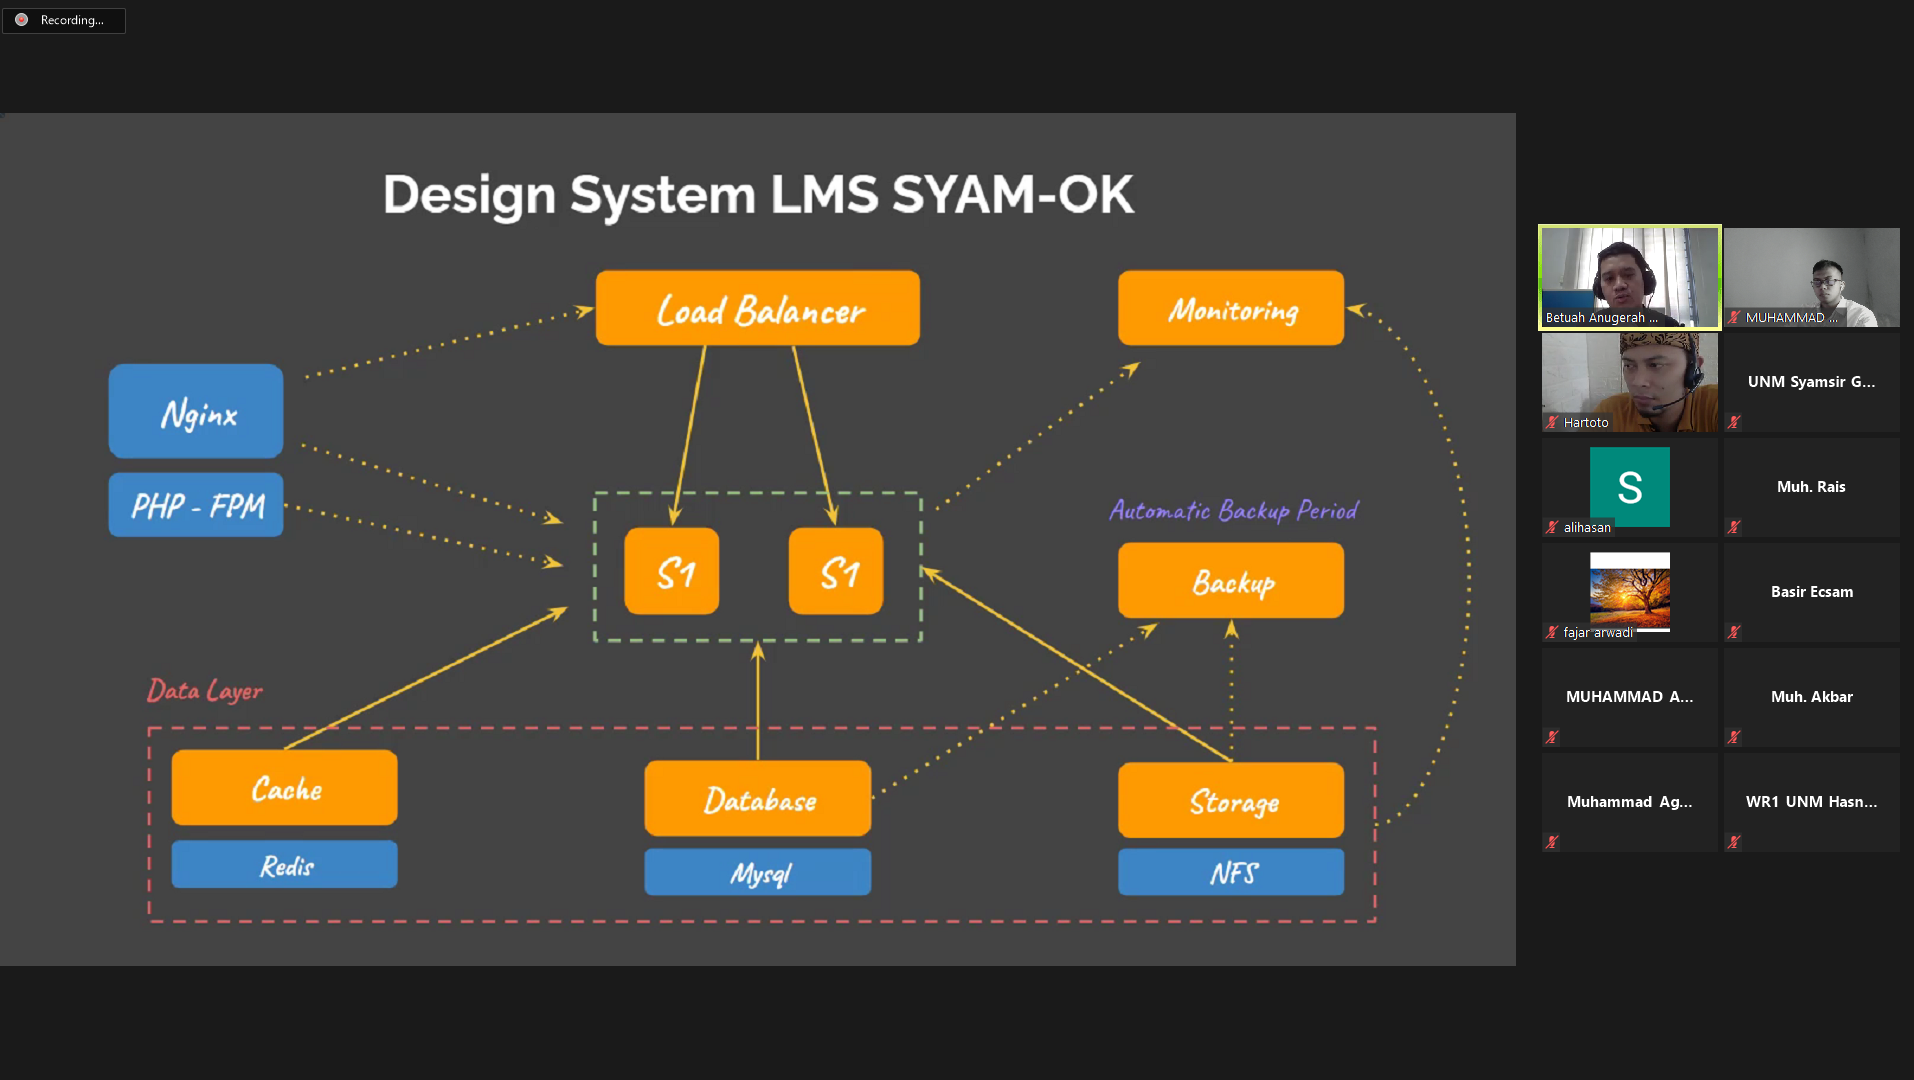 Recording...
Design System LMS SYAM-OK
Load Balancer
Monitoring
Nginx
PHP - FPM
Automatic Backup Period
S1
S1
Backup
Data Layer
Cache
Database
Storage
Redis
Mysql
NFS
Betuah Anugerah ...
MUHAMMAD ...
Hartoto
UNM Syamsir G...
S
alihasan
Muh. Rais
fajar arwadi
Basir Ecsam
MUHAMMAD A...
Muh. Akbar
Muhammad Ag...
WR1 UNM Hasn...